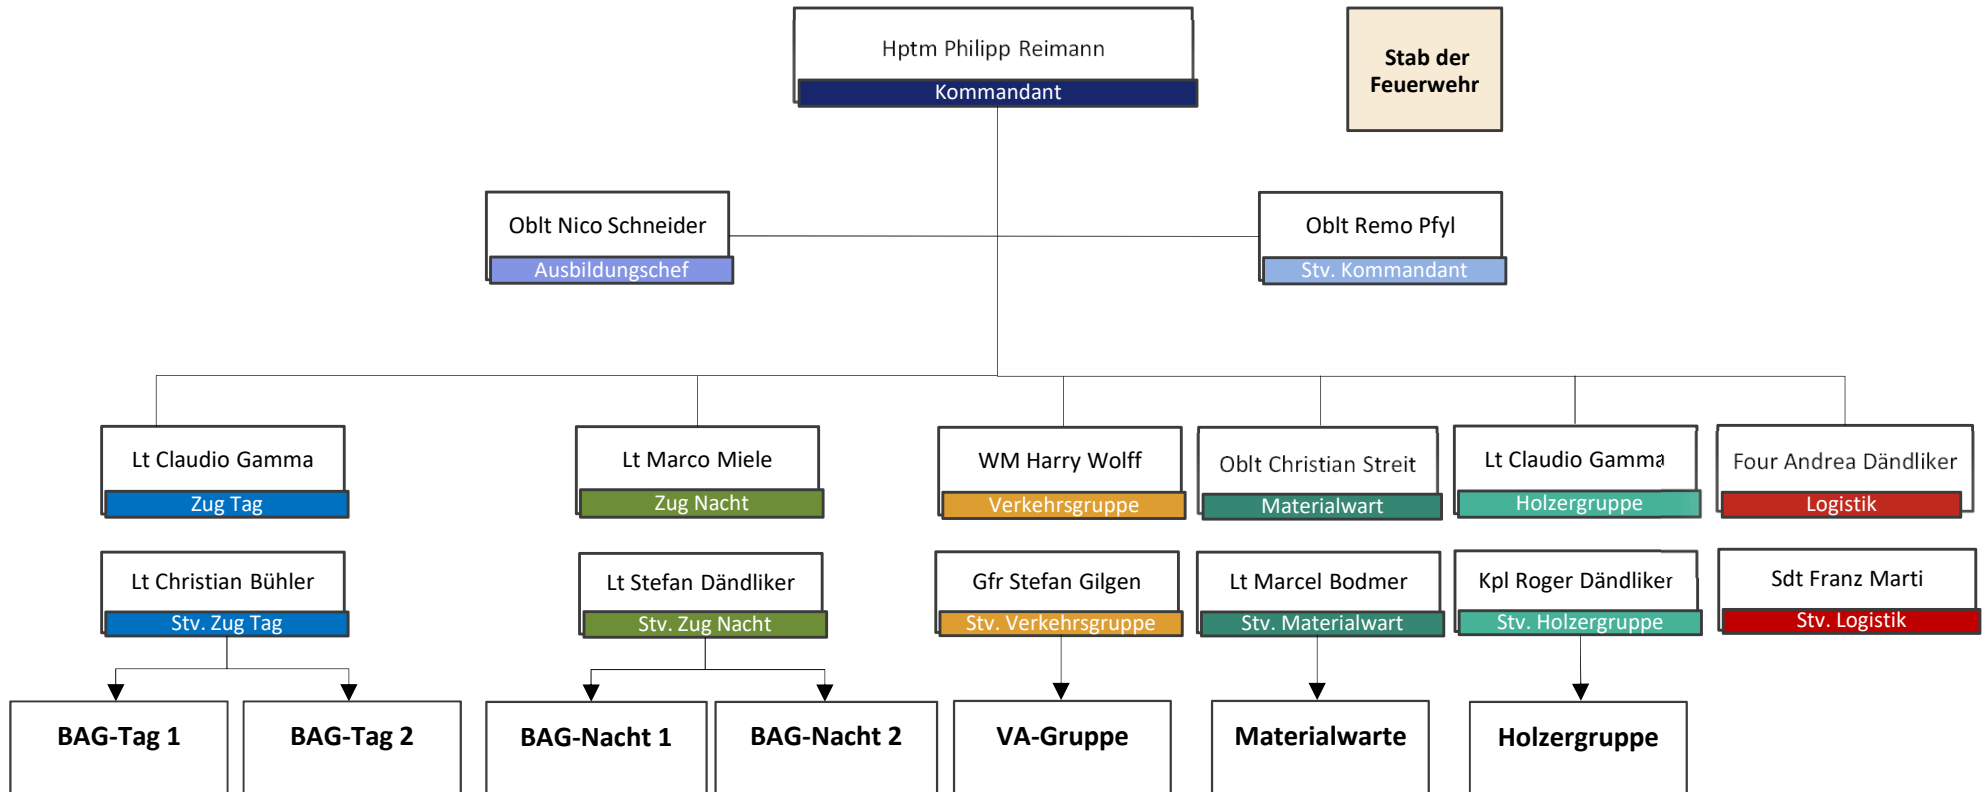 Hptm Philipp Reimann
Kommandant
Stab der
Feuerwehr
Oblt Nico Schneider
Ausbildungschef
Oblt Remo Pfyl
Stv. Kommandant
Lt Claudio Gamma
Zug Tag
Lt Marco Miele
Zug Nacht
WM Harry Wolff
Verkehrsgruppe
Oblt Christian Streit
Materialwart
Lt Claudio Gamma
Holzergruppe
Four Andrea Dändliker
Logistik
Lt Christian Bühler
Stv. Zug Tag
Lt Stefan Dändliker
Stv. Zug Nacht
Gfr Stefan Gilgen
Stv. Verkehrsgruppe
Lt Marcel Bodmer
Stv. Materialwart
Kpl Roger Dändliker
Stv. Holzergruppe
Sdt Franz Marti
Stv. Logistik
BAG-Tag 1
BAG-Tag 2
BAG-Nacht 1
BAG-Nacht 2
VA-Gruppe
Materialwarte
Holzergruppe